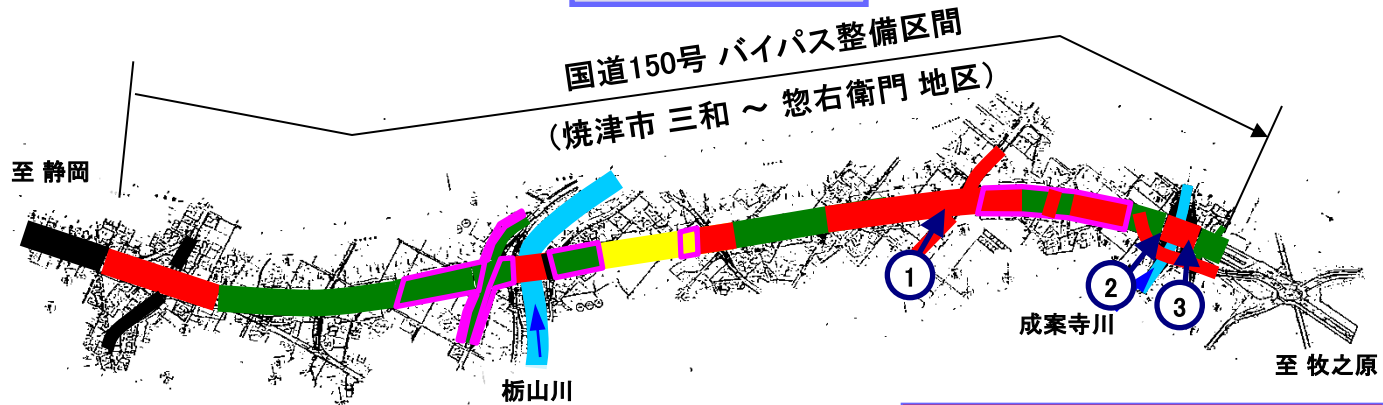 国道150号 バイパス整備区間
（焼津市 三和 ～ 惣右衛門 地区）
至 静岡
1
2
3
成案寺川
至 牧之原
栃山川